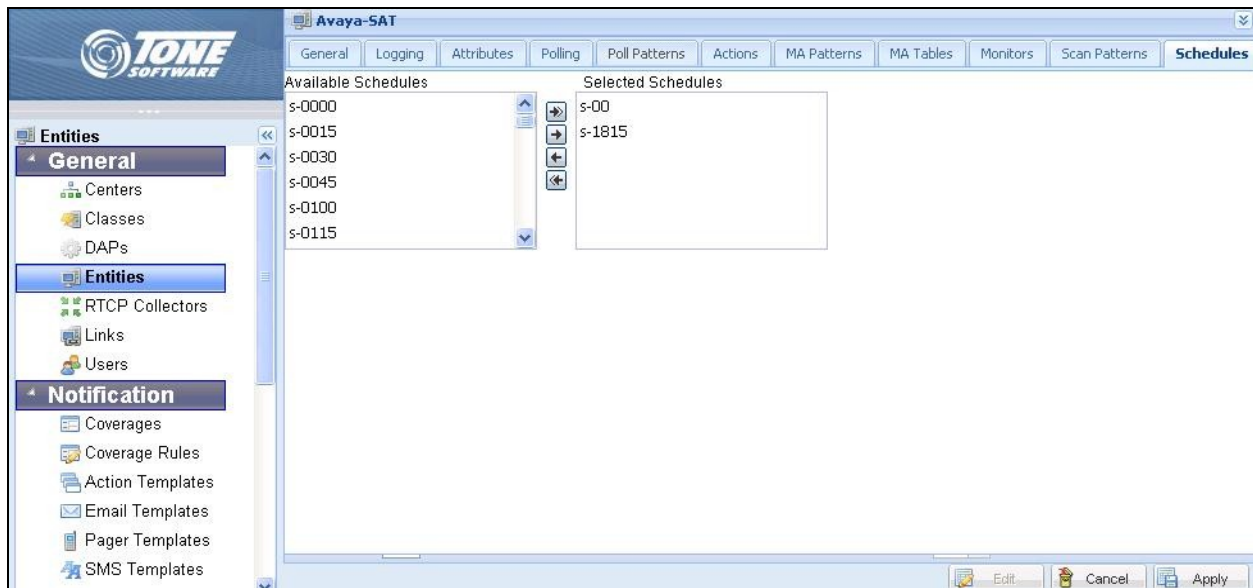 TONE
SOFTWARE
Avaya-SAT
General
Logging
Attributes
Polling
Poll Patterns
Actions
MA Patterns
MA Tables
Monitors
Scan Patterns
Schedules
Entities
General
Centers
Classes
DAPs
Entities
RTCP Collectors
Links
Users
Notification
Coverages
Coverage Rules
Action Templates
Email Templates
Pager Templates
SMS Templates
Available Schedules
s-0000
s-0015
s-0030
s-0045
s-0100
s-0115
Selected Schedules
s-00
s-1815
Edit
Cancel
Apply